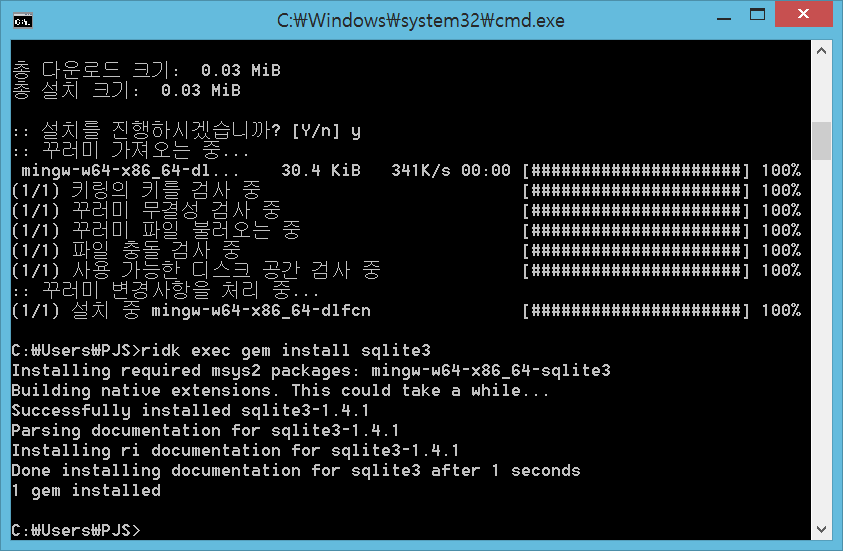 C:₩Windows₩system32₩cmd.exe
총 다운로드 크기:  0.03 MiB
총 설치 크기:  0.03 MiB
:: 설치를 진행하시겠습니까? [Y/n] y
:: 꾸러미 가져오는 중...
mingw-w64-x86_64-dl...    30.4 KiB   341K/s 00:00 [#####################] 100%
(1/1) 키링의 키를 검사 중                          [#####################] 100%
(1/1) 꾸러미 무결성 검사 중                        [#####################] 100%
(1/1) 꾸러미 파일 불러오는 중                      [#####################] 100%
(1/1) 파일 충돌 검사 중                            [#####################] 100%
(1/1) 사용 가능한 디스크 공간 검사 중              [#####################] 100%
:: 꾸러미 변경사항을 처리 중...
(1/1) 설치 중 mingw-w64-x86_64-dlfcn               [#####################] 100%
C:₩Users₩PJS>ridk exec gem install sqlite3
Installing required msys2 packages: mingw-w64-x86_64-sqlite3
Building native extensions. This could take a while...
Successfully installed sqlite3-1.4.1
Parsing documentation for sqlite3-1.4.1
Installing ri documentation for sqlite3-1.4.1
Done installing documentation for sqlite3 after 1 seconds
1 gem installed
C:₩Users₩PJS>